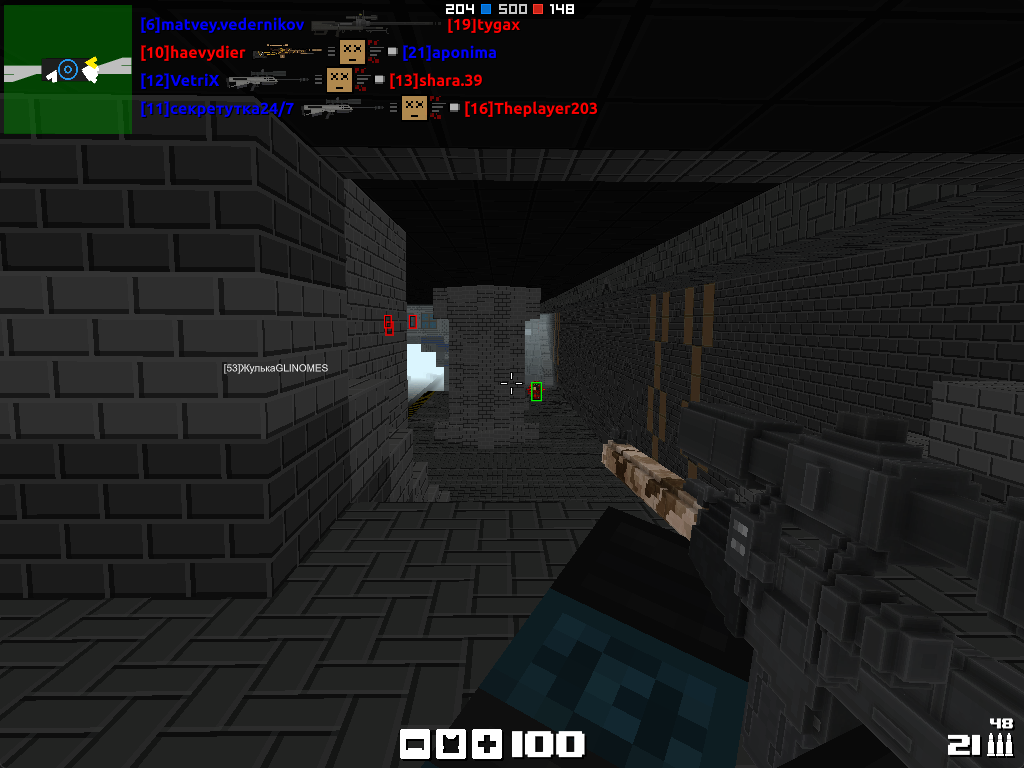 204 500 148
[6]matvey.vedernikov [19]tygax
[10]haevydier [21]aponima
[12]VetriX [13]shara.39
[11]секретутка24/7 [16]Theplayer203
[53]ЖулькаGLINOMES
48
100 21